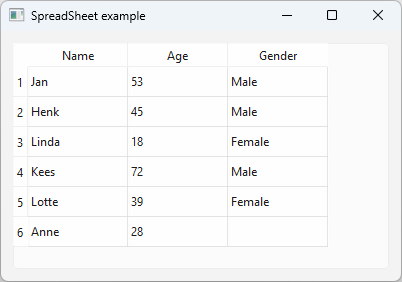 SpreadSheet example
Name Age Gender
1 Jan 53 Male
2 Henk 45 Male
3 Linda 18 Female
4 Kees 72 Male
5 Lotte 39 Female
6 Anne 28